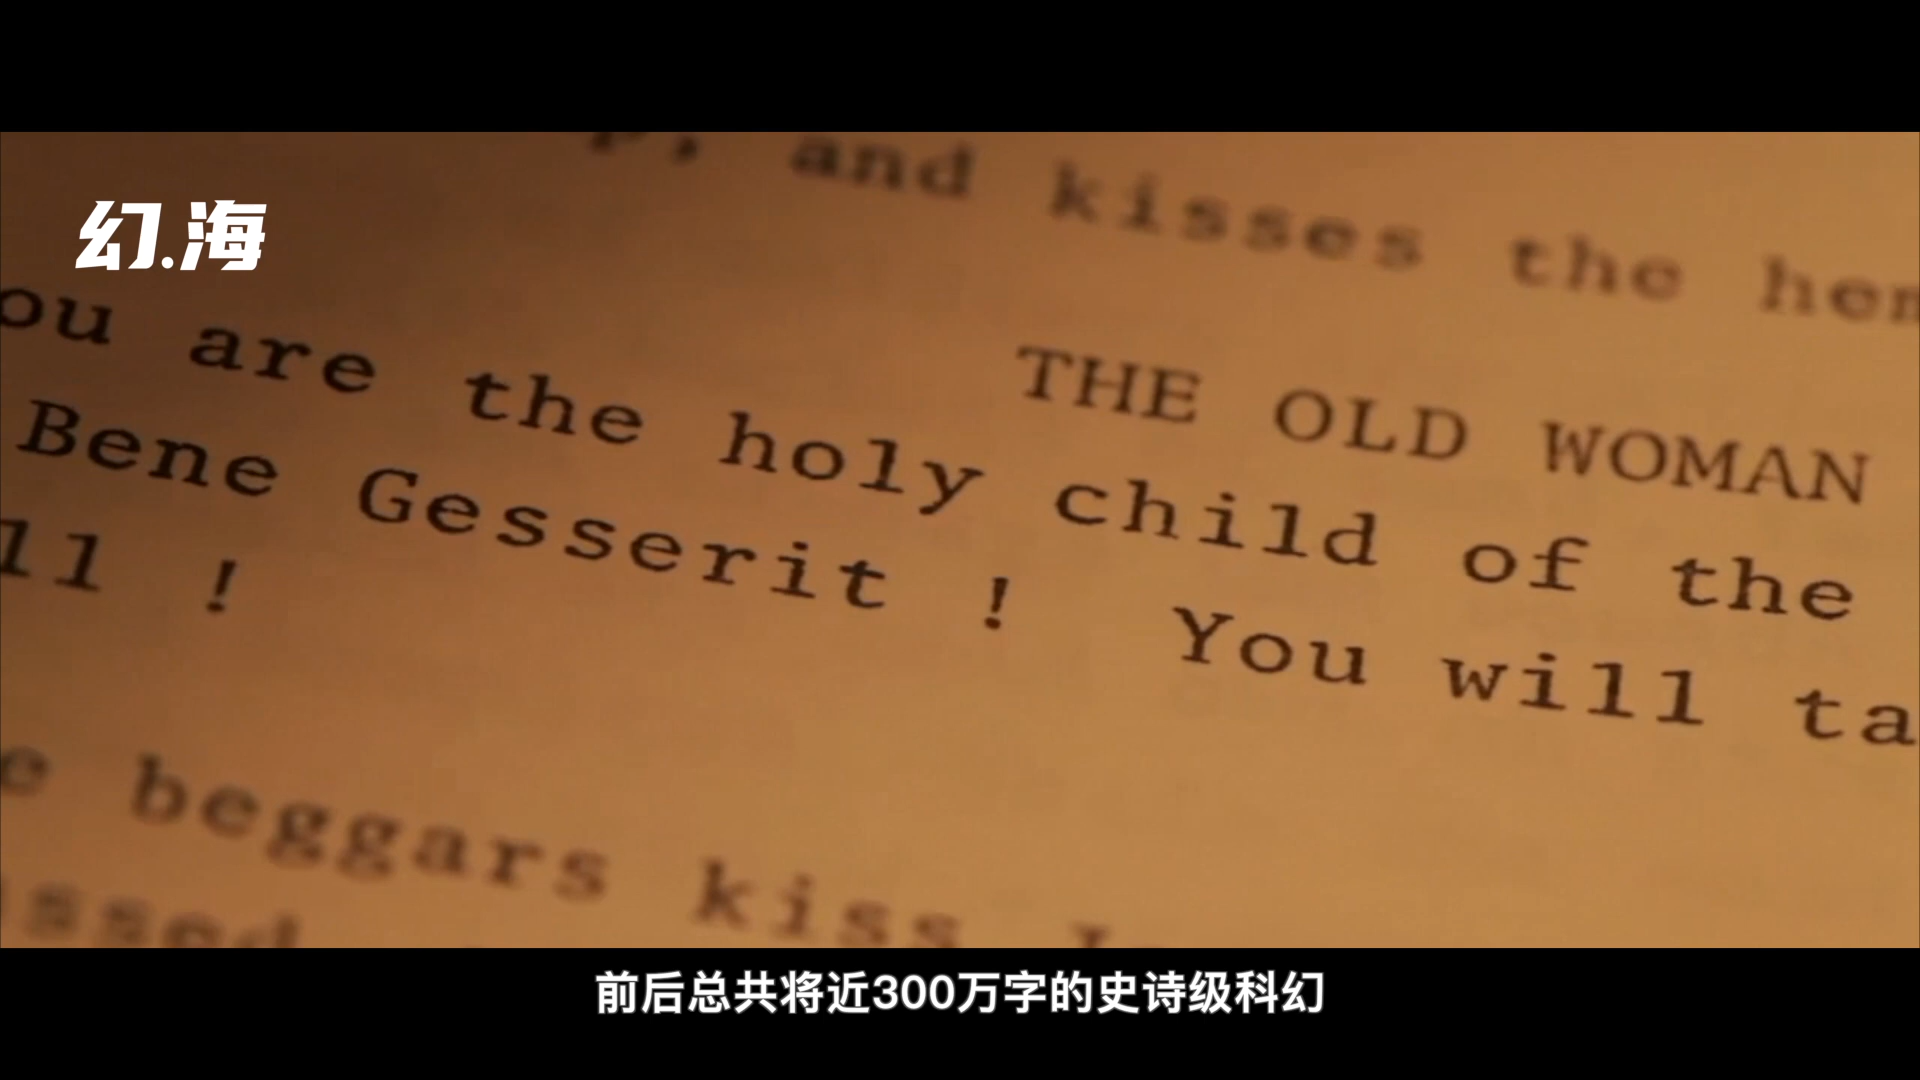 幻.海
and kisses the
THE OLD WOMAN
are the holy child of the
Bene Gesserit ! You will
!
beggars kiss
前后总共将近300万字的史诗级科幻